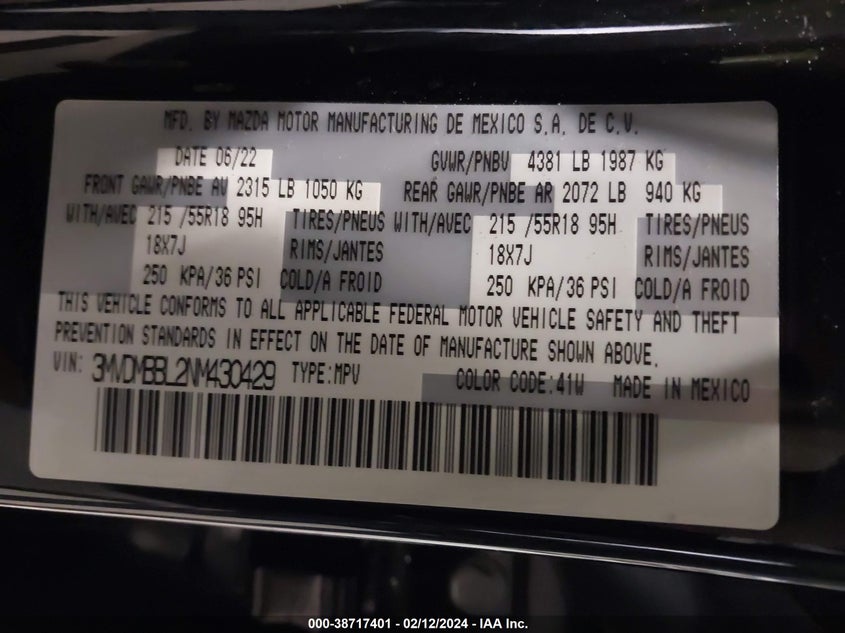 MFD. BY MAZDA MOTOR MANUFACTURING DE MEXICO S.A. DE C.V.
DATE 06/22 GVWR/PNBV 4381 LB 1987 KG
FRONT GAWR/PNBE AV 2315 LB 1050 KG REAR GAWR/PNBE AR 2072 LB 940 KG
WITH/AVEC 215 /55R18 95H TIRES/PNEUS WITH/AVEC 215 /55R18 95H TIRES/PNEUS
18X7J RIMS/JANTES 18X7J RIMS/JANTES
250 KPA/36 PSI COLD/A FROID 250 KPA/36 PSI COLD/A FROID
THIS VEHICLE CONFORMS TO ALL APPLICABLE FEDERAL MOTOR VEHICLE SAFETY AND THEFT
PREVENTION STANDARDS IN EFFECT ON THE DATE OF MANUFACTURE SHOWN ABOVE.
VIN: 3MVDMBBL2NM430429 TYPE:MPV COLOR CODE:41W MADE IN MEXICO
000-38717401 - 02/12/2024 - IAA Inc.